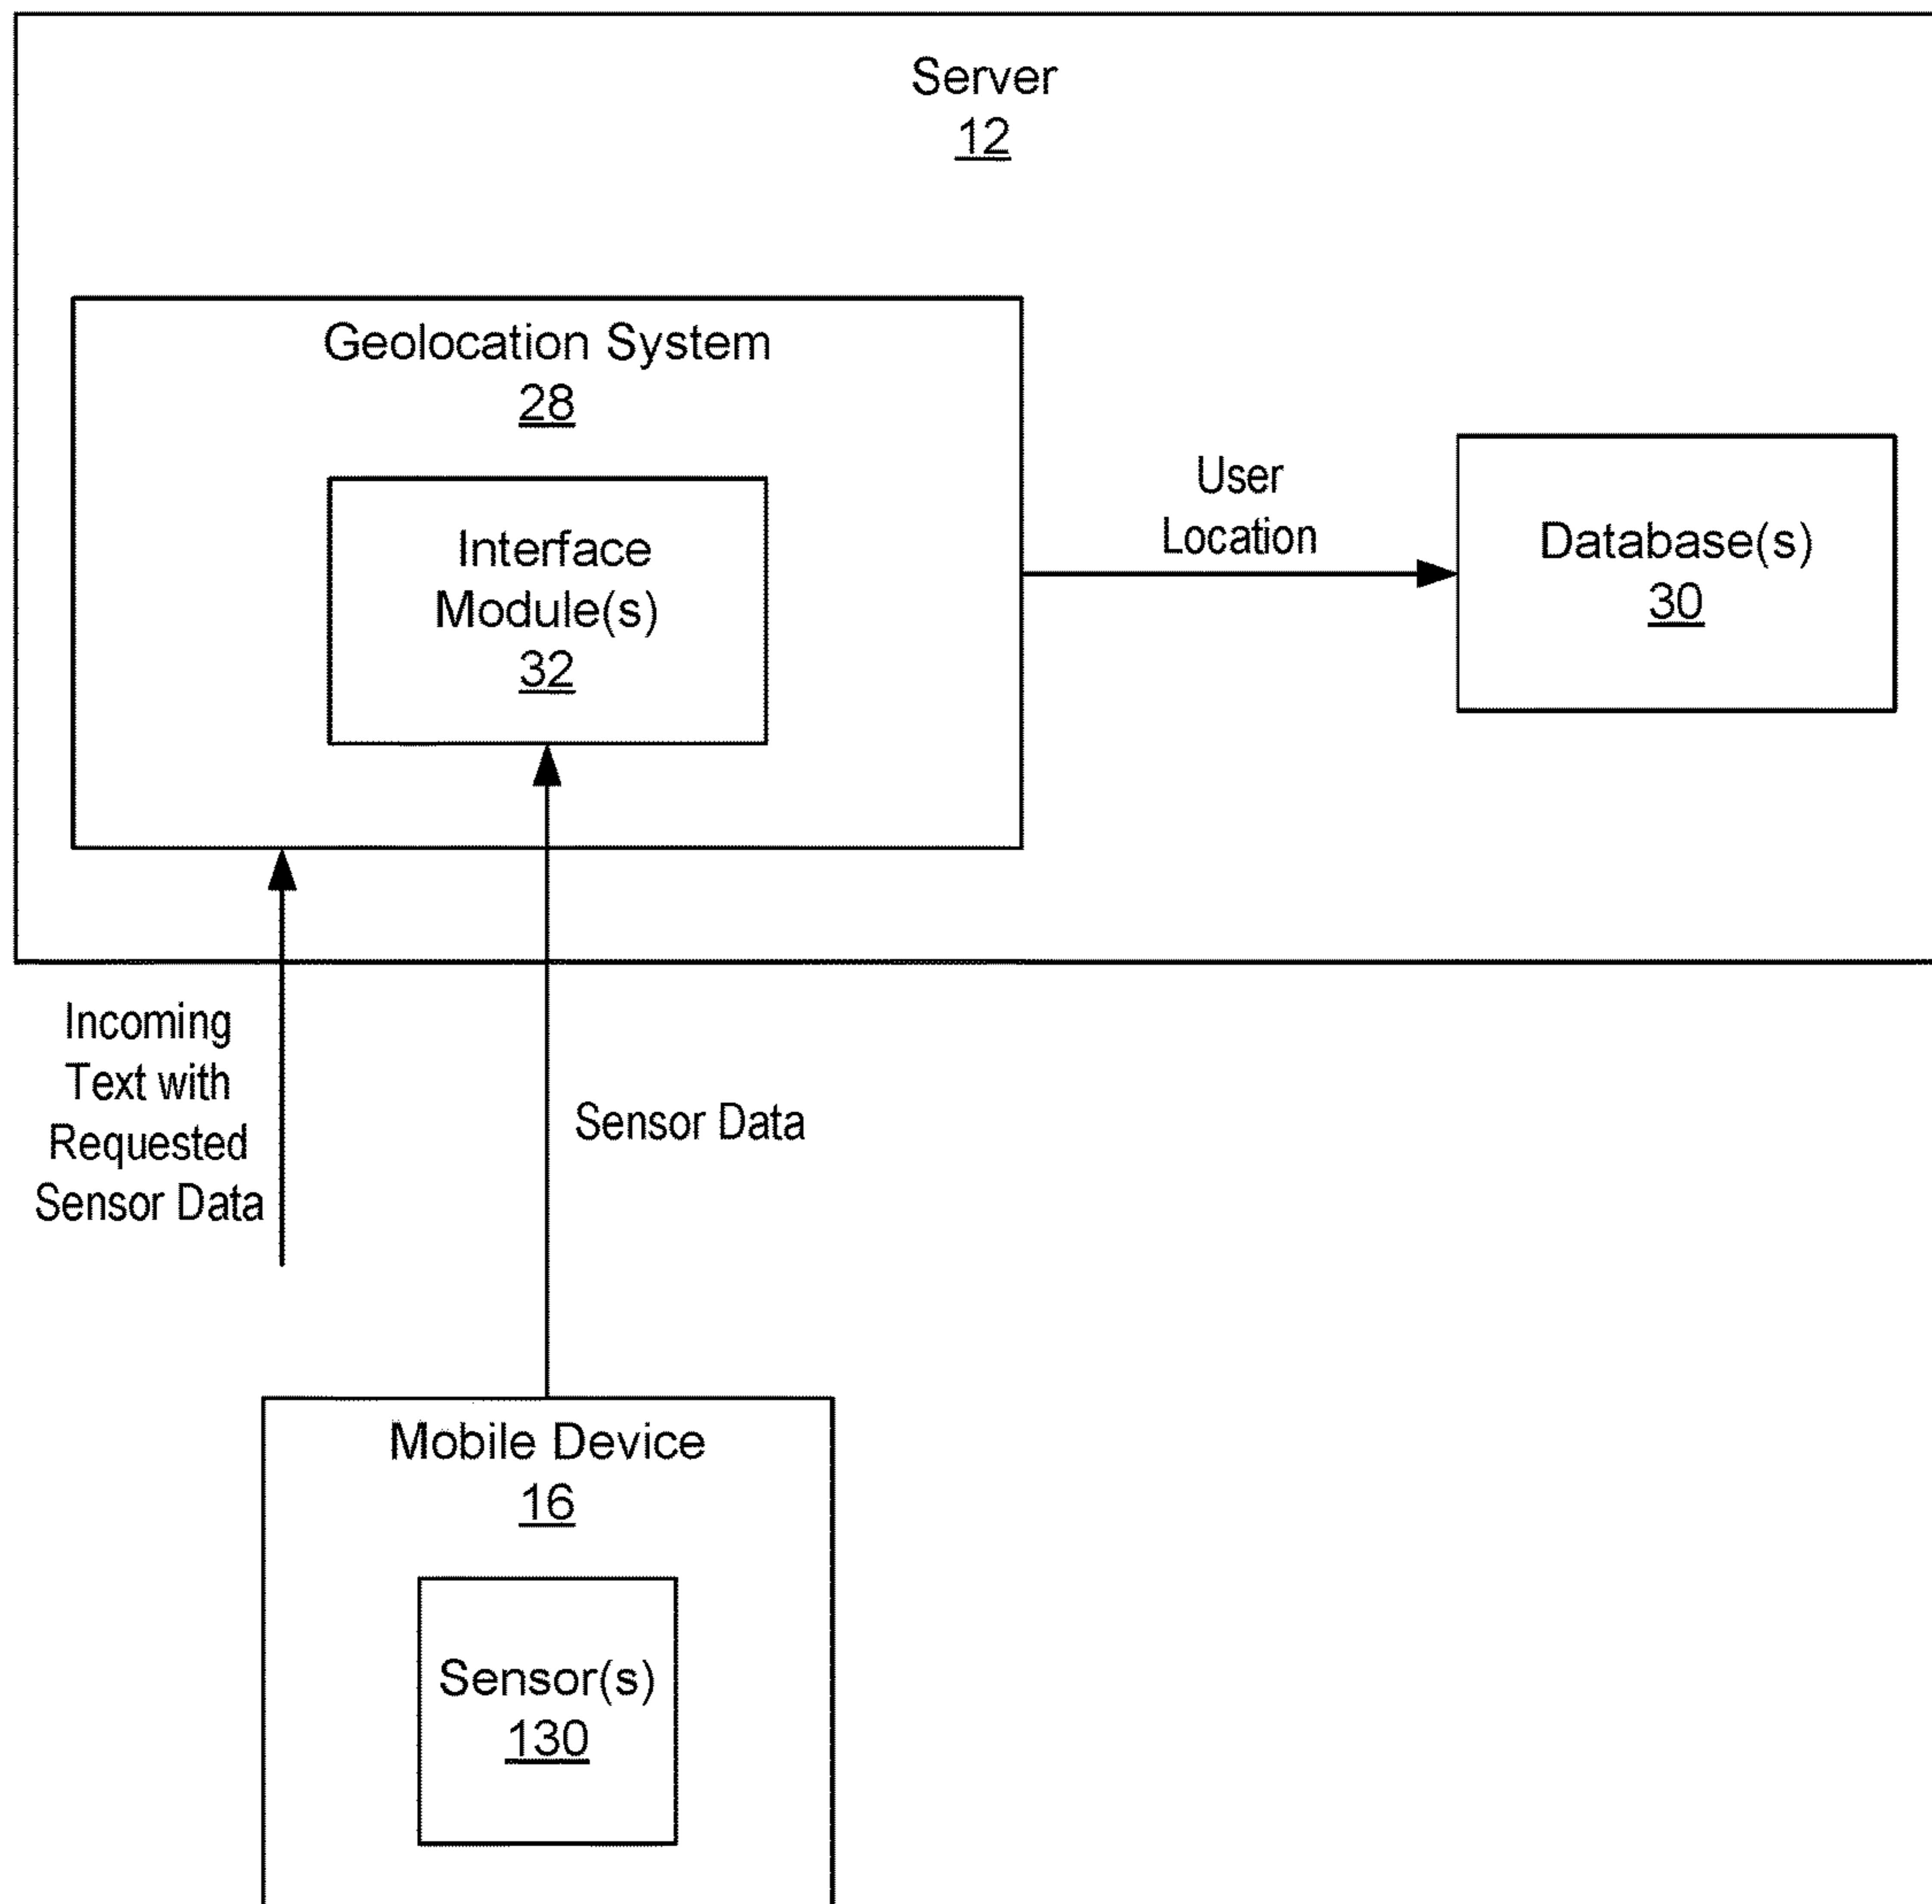 Server
12
Geolocation System
28
Interface
Module(s)
32
User
Location
Database(s)
30
Incoming
Text with
Requested
Sensor Data
Sensor Data
Mobile Device
16
Sensor(s)
130